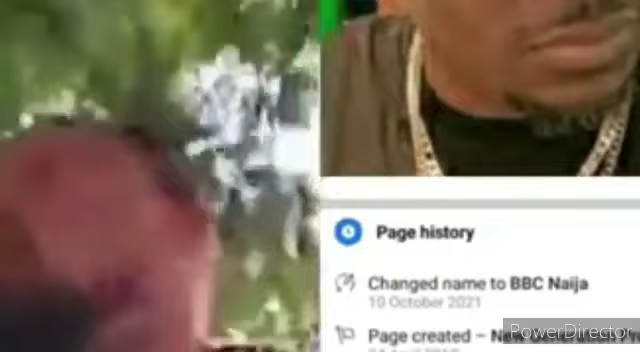 Page history
Changed name to BBC Naija
10 October 2021
Page created –
PowerDirector